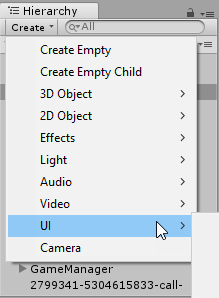 Hierarchy
Create All
Create Empty
Create Empty Child
3D Object
2D Object
Effects
Light
Audio
Video
UI
Camera
GameManager
2799341-5304615833-call-